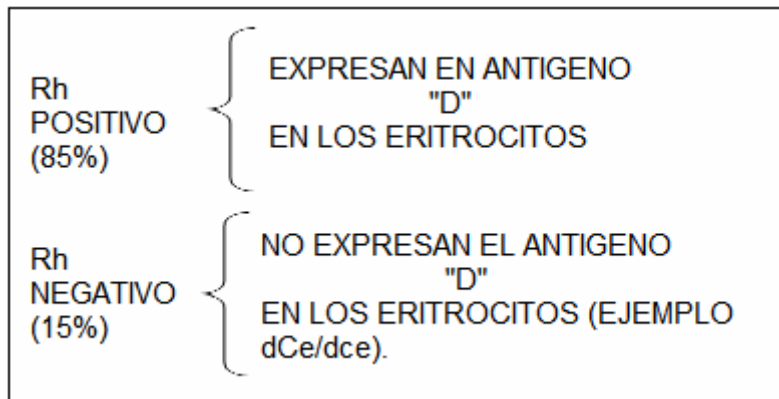 Rh
POSITIVO
(85%)
EXPRESAN EN ANTIGENO
"D"
EN LOS ERITROCITOS
Rh
NEGATIVO
(15%)
NO EXPRESAN EL ANTIGENO
"D"
EN LOS ERITROCITOS (EJEMPLO
dCe/dce).